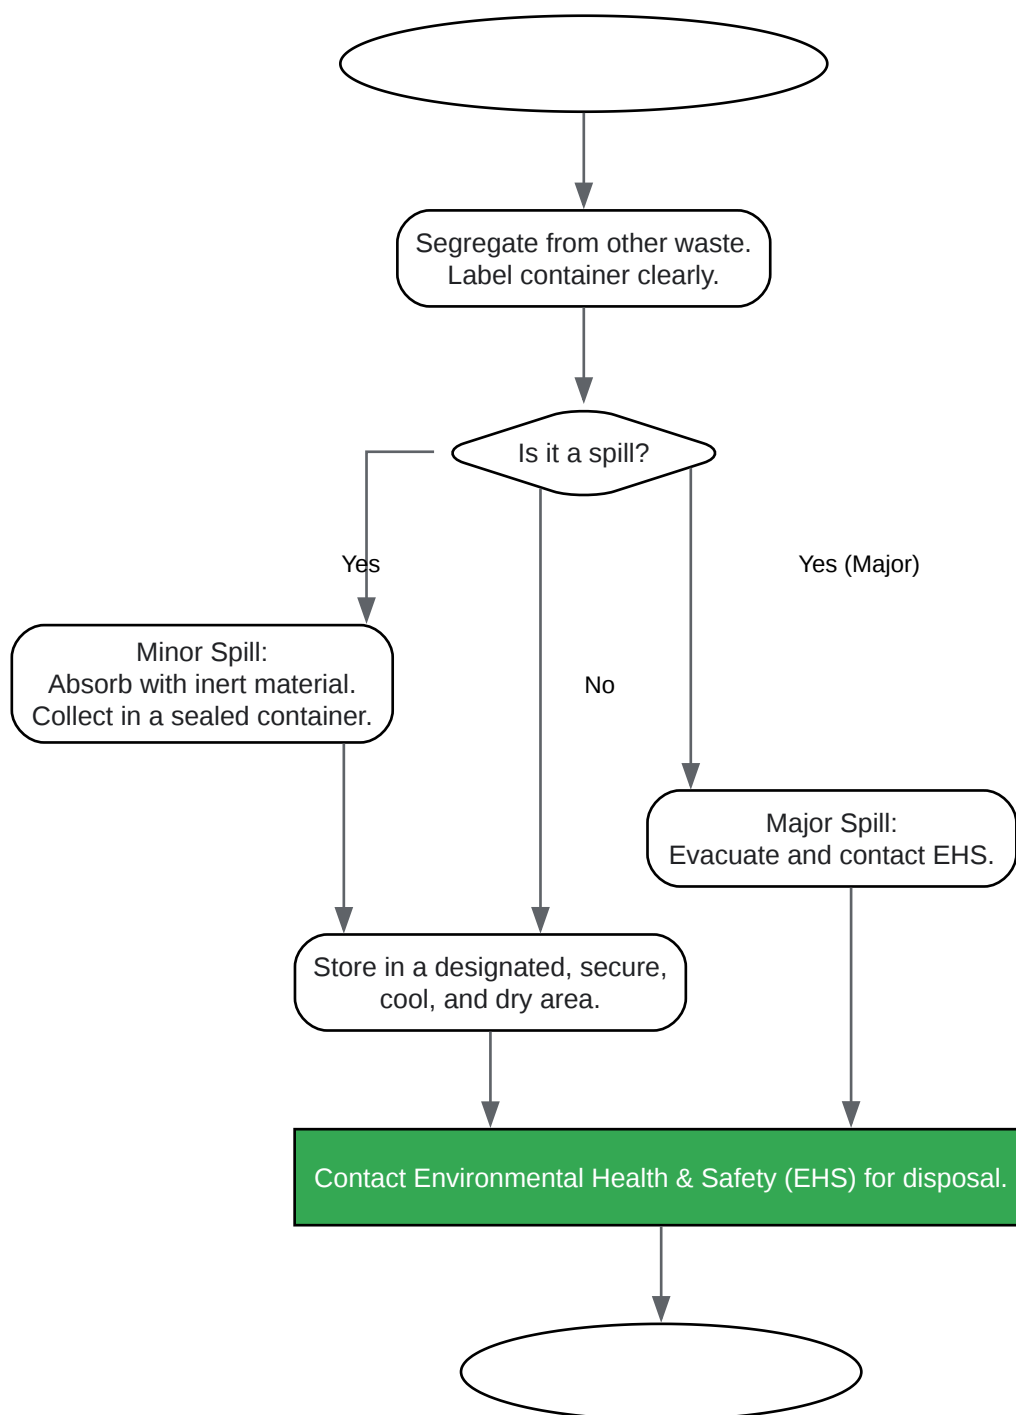 Segregate from other waste.
Label container clearly.
Is it a spill?
Yes
Yes (Major)
Minor Spill:
Absorb with inert material.
Collect in a sealed container.
No
Major Spill:
Evacuate and contact EHS.
Store in a designated, secure,
cool, and dry area.
Contact Environmental Health & Safety (EHS) for disposal.